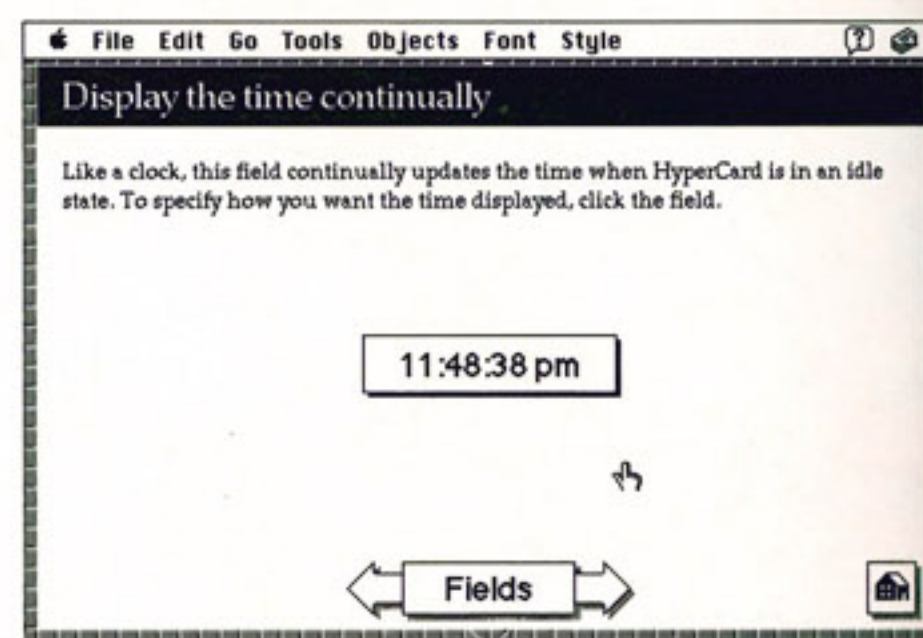 File Edit Go Tools Objects Font Style
Display the time continually
Like a clock, this field continually updates the time when HyperCard is in an idle
state. To specify how you want the time displayed, click the field.
11:48:38 pm
Fields